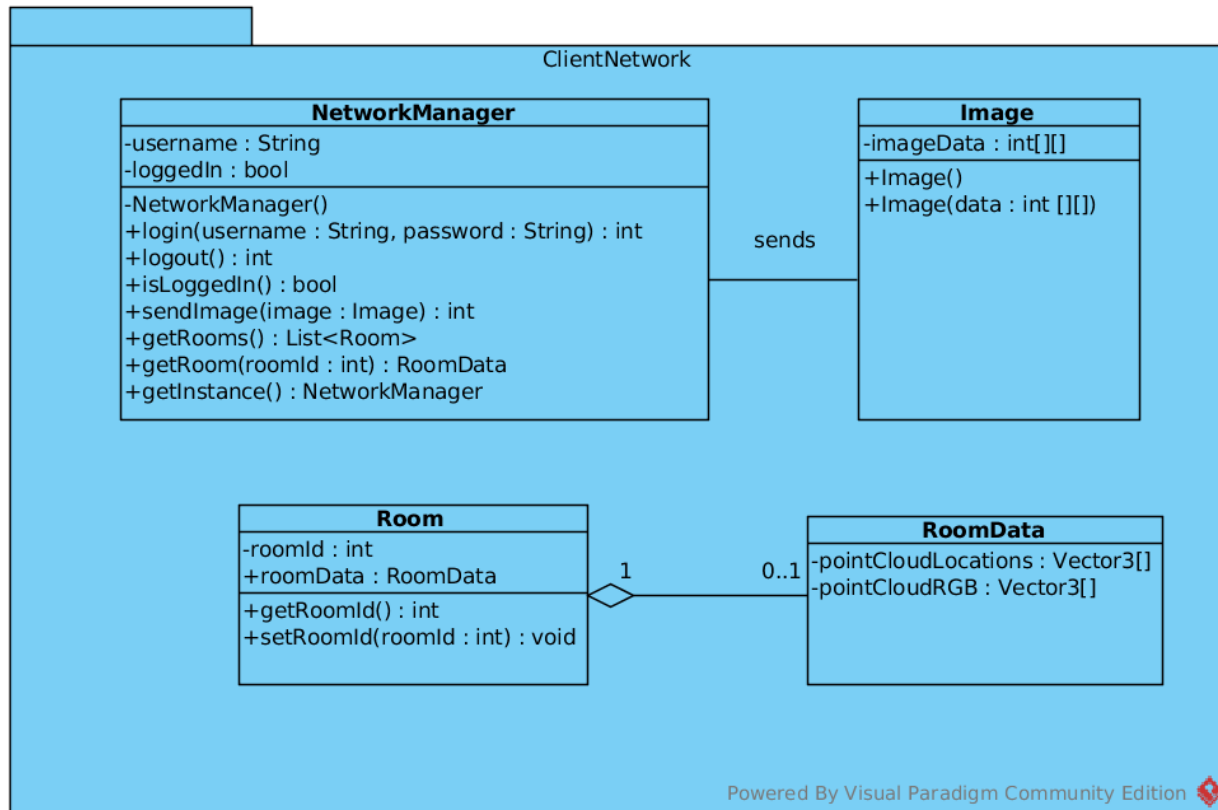 ClientNetwork
NetworkManager
-username : String
-loggedIn : bool
-NetworkManager()
+login(username : String, password : String) : int
+logout() : int
+isLoggedIn() : bool
+sendImage(image : Image) : int
+getRooms() : List<Room>
+getRoom(roomId : int) : RoomData
+getInstance() : NetworkManager
sends
Image
-imageData : int[][]
+Image()
+Image(data : int [][])
Room
-roomId : int
+roomData : RoomData
+getRoomId() : int
+setRoomId(roomId : int) : void
1
0..1
RoomData
-pointCloudLocations : Vector3[]
-pointCloudRGB : Vector3[]
Powered By Visual Paradigm Community Edition